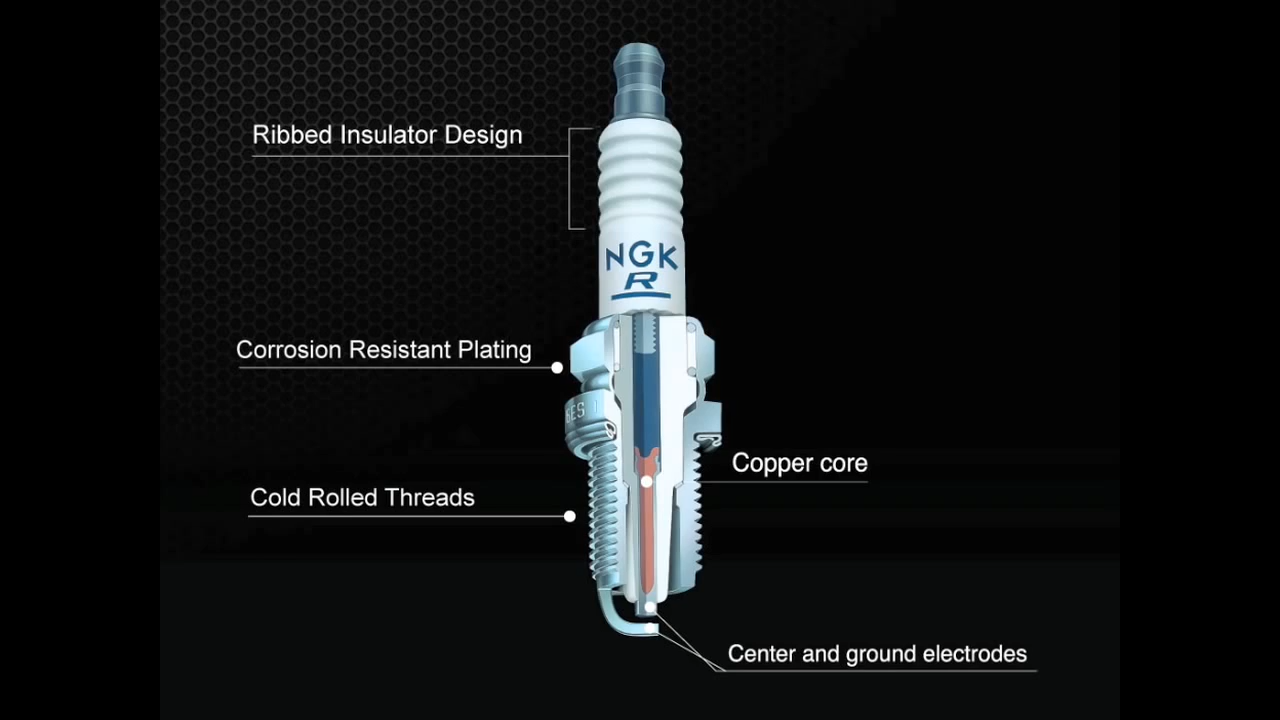 Ribbed Insulator Design
NGK
R
Corrosion Resistant Plating
Copper core
Cold Rolled Threads
Center and ground electrodes